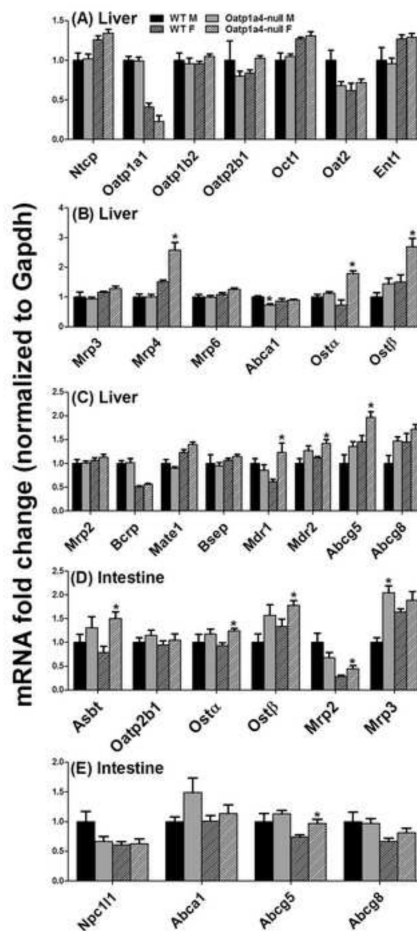 mRNA fold change (normalized to Gapdh)
(A) Liver
WT M
Oatp1a4-null M
WT F
Oatp1a4-null F
1.5
1.0
0.5
0.0
Ntcp Oatp1a1 Oatp1b2 Oatp2b1 Oct1 Oat2 Ent1
(B) Liver
4
3
2
1
0
* * * *
Mrp3 Mrp4 Mrp6 Abca1 Ostα Ostβ
(C) Liver
2.5
2.0
1.5
1.0
0.5
0.0
* * *
Mrp2 Bcrp Mate1 Bsep Mdr1 Mdr2 Abcg5 Abcg8
(D) Intestine
2.5
2.0
1.5
1.0
0.5
0.0
* * * * *
Asbt Oatp2b1 Ostα Ostβ Mrp2 Mrp3
(E) Intestine
2.0
1.5
1.0
0.5
0.0
*
Npc1l1 Abca1 Abcg5 Abcg8